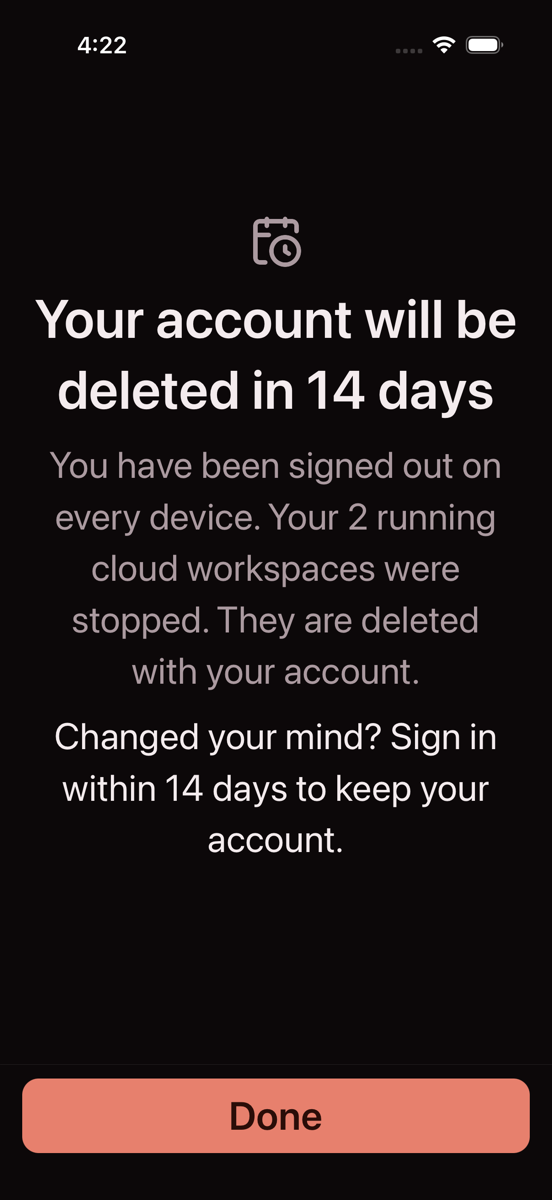 4:22
Your account will be
deleted in 14 days
You have been signed out on
every device. Your 2 running
cloud workspaces were
stopped. They are deleted
with your account.
Changed your mind? Sign in
within 14 days to keep your
account.
Done